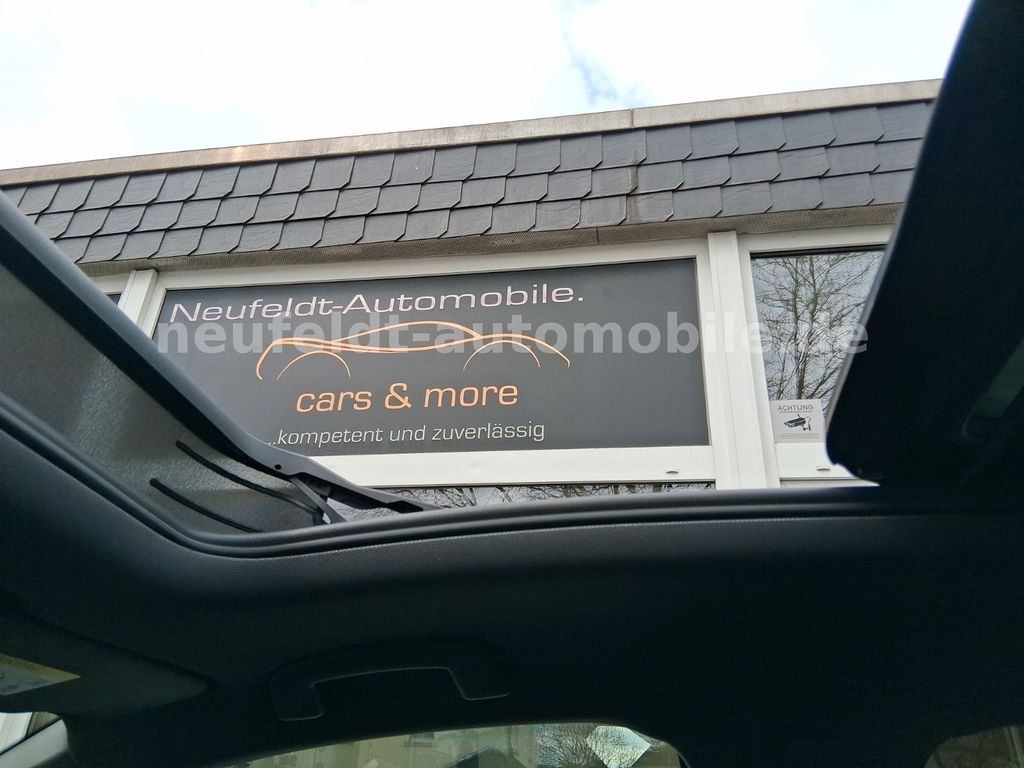 Neufeldt-Automobile.
neufeldt-automobile.de
cars & more
...kompetent und zuverlässig
ACHTUNG